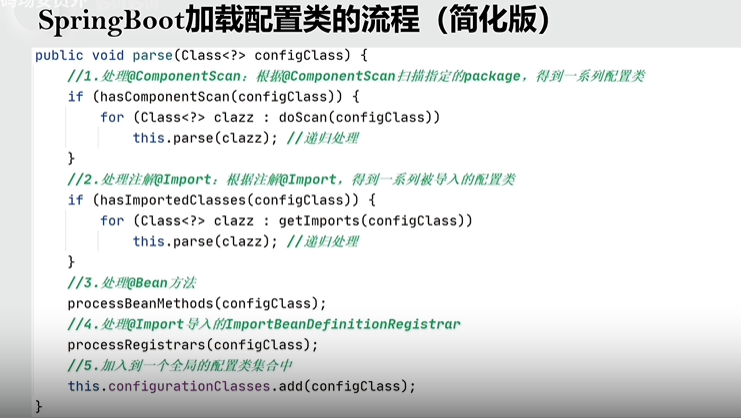 SpringBoot加载配置类的流程（简化版）
public void parse(Class<?> configClass) {
//1.处理@ComponentScan：根据@ComponentScan扫描指定的package，得到一系列配置类
if (hasComponentScan(configClass)) {
for (Class<?> clazz : doScan(configClass))
this.parse(clazz); //递归处理
}
//2.处理注解@Import：根据注解@Import，得到一系列被导入的配置类
if (hasImportedClasses(configClass)) {
for (Class<?> clazz : getImports(configClass))
this.parse(clazz); //递归处理
}
//3.处理@Bean方法
processBeanMethods(configClass);
//4.处理@Import导入的ImportBeanDefinitionRegistrar
processRegistrars(configClass);
//5.加入到一个全局的配置类集合中
this.configurationClasses.add(configClass);
}